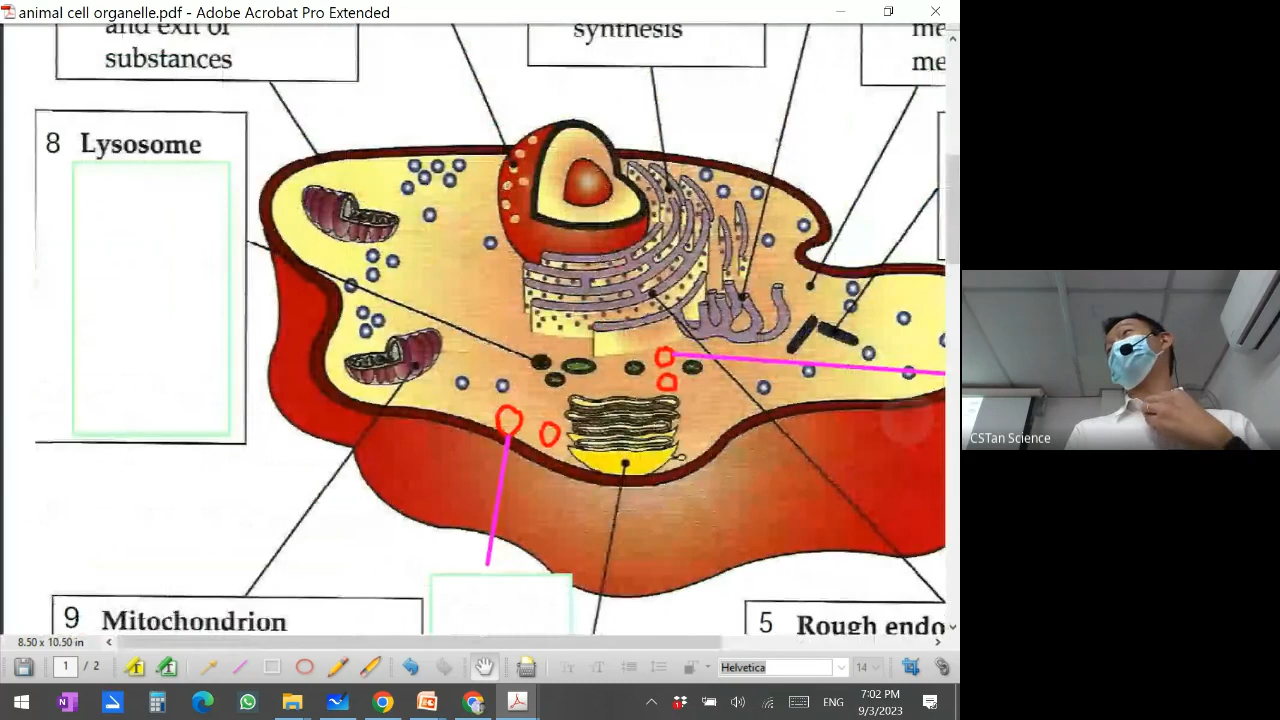 animal cell organelle.pdf - Adobe Acrobat Pro Extended
and exit of
substances
synthesis
me
me
8 Lysosome
9 Mitochondrion
5 Rough endo
CSTan Science
8.50 x 10.50 in
1 / 2
Helvetica
14
ENG
7:02 PM
9/3/2023